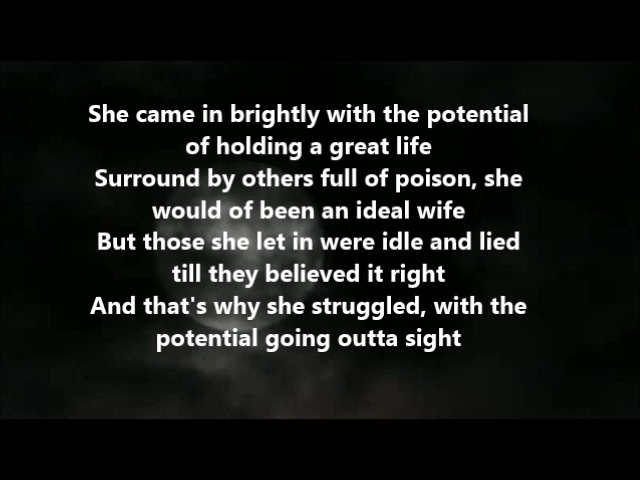 She came in brightly with the potential
of holding a great life
Surround by others full of poison, she
would of been an ideal wife
But those she let in were idle and lied
till they believed it right
And that's why she struggled, with the
potential going outta sight